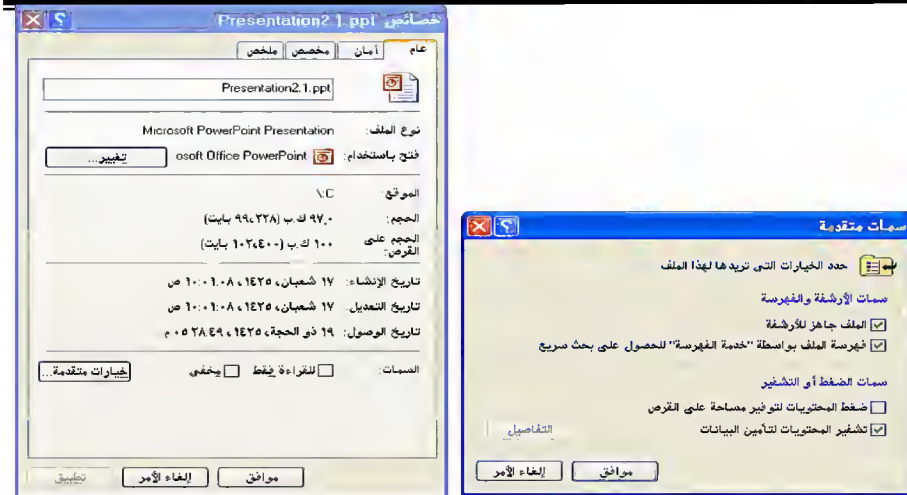 خصائص Presentation2.1.ppt
عام
أمان
مخصص
ملخص
Presentation2.1.ppt
نوع الملف: Microsoft PowerPoint Presentation
فتح باستخدام: osoft Office PowerPoint تغيير...
الموقع: C:\
الحجم: ٩٧,٠ ك.ب (٩٩،٢٢٨ بايت)
الحجم على القرص: ١٠٠ ك.ب (١٠٢،٤٠٠ بايت)
تاريخ الإنشاء: ١٧ شعبان، ١٤٢٥، ١٠:٠١:٠٨ ص
تاريخ التعديل: ١٧ شعبان، ١٤٢٥، ١٠:٠١:٠٨ ص
تاريخ الوصول: ١٩ ذو الحجة، ١٤٢٥، م
السمات: للقراءة فقط مخفي خيارات متقدمة...
موافق
إلغاء الأمر
تطبيق
سمات متقدمة
حدد الخيارات التي تريدها لهذا الملف
سمات الأرشفة والفهرسة
الملف جاهز للأرشفة
فهرسة الملف بواسطة "خدمة الفهرسة" للحصول على بحث سريع
سمات الضغط أو التشفير
ضغط المحتويات لتوفير مساحة على القرص
تشفير المحتويات لتأمين البيانات
التفاصيل
موافق
إلغاء الأمر